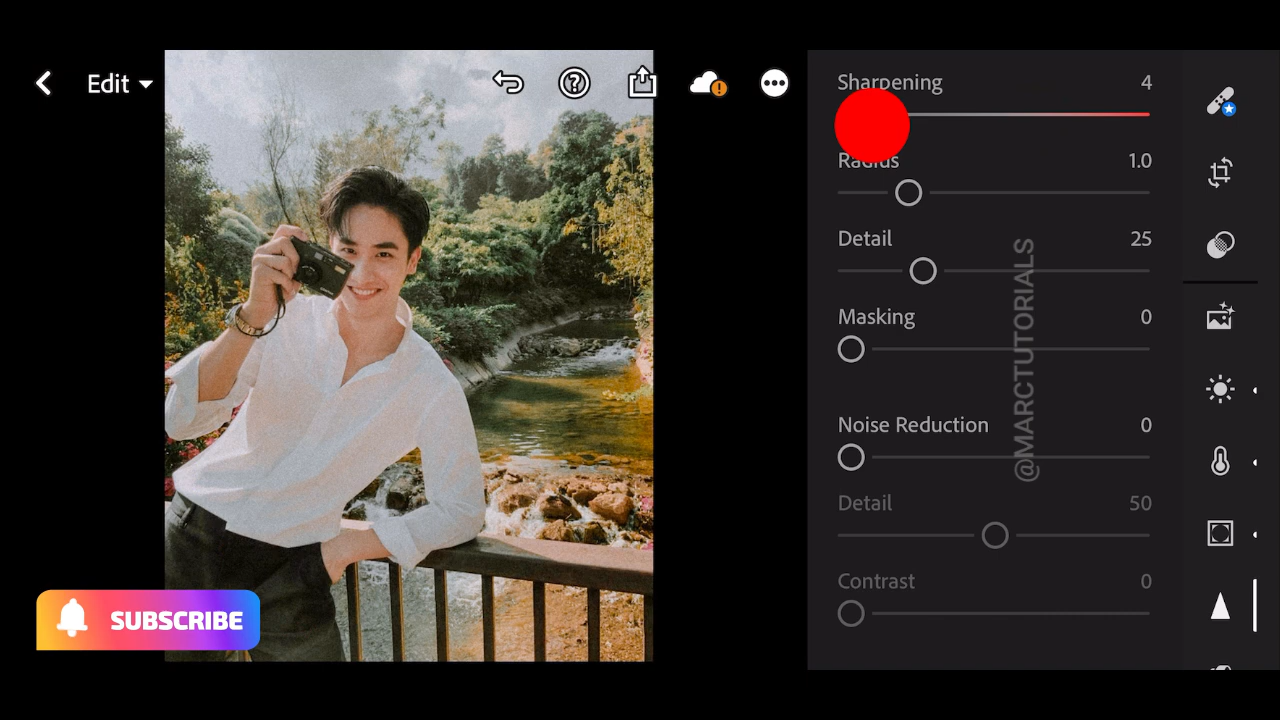 Edit
Sharpening 4
Radius 1.0
Detail 25
Masking 0
Noise Reduction 0
Detail 50
Contrast 0
@MARCTUTORIALS
SUBSCRIBE